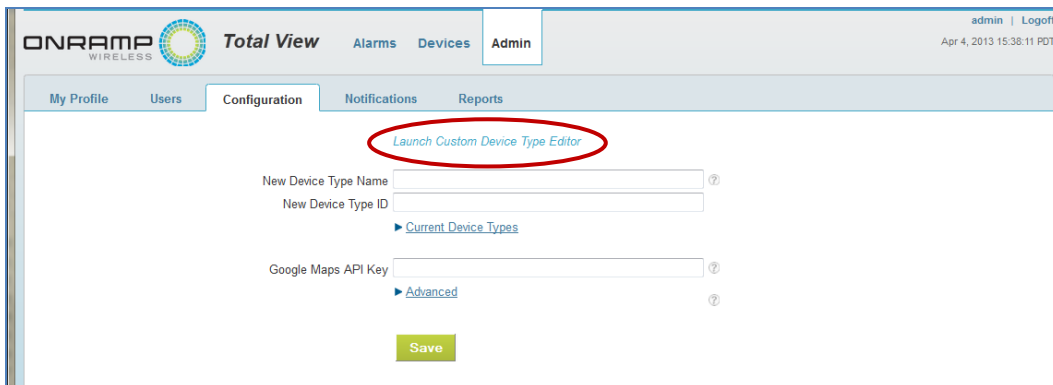 admin | Logoff
ONRAMP WIRELESS Total View Alarms Devices Admin
Apr 4, 2013 15:38:11 PDT
My Profile Users Configuration Notifications Reports
Launch Custom Device Type Editor
New Device Type Name ?
New Device Type ID
Current Device Types
Google Maps API Key ?
Advanced ?
Save